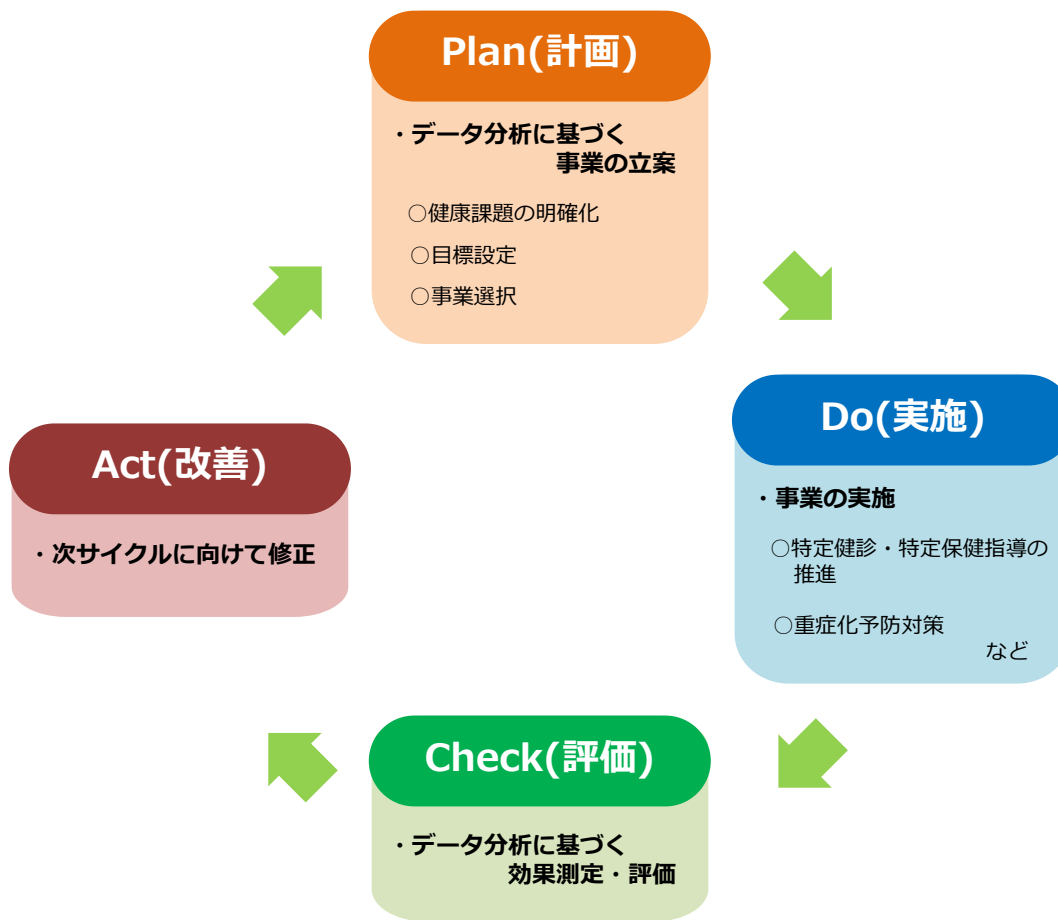 Plan(計画)
・データ分析に基づく
事業の立案
○健康課題の明確化
○目標設定
○事業選択
Do(実施)
・事業の実施
○特定健診・特定保健指導の
推進
○重症化予防対策
など
Check(評価)
・データ分析に基づく
効果測定・評価
Act(改善)
・次サイクルに向けて修正